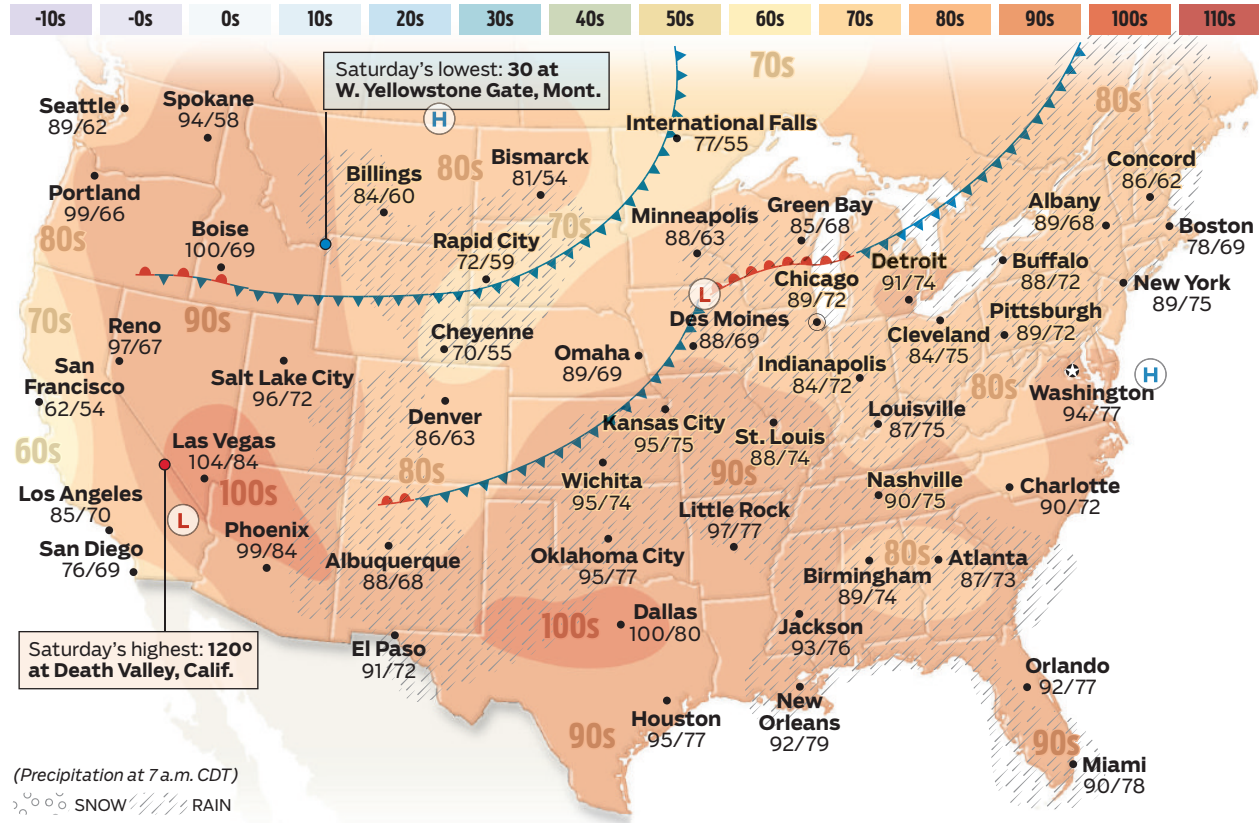 -10s -0s 0s 10s 20s 30s 40s 50s 60s 70s 80s 90s 100s 110s
Saturday's lowest: 30 at
W. Yellowstone Gate, Mont.
70s
H
80s
Seattle
89/62
Spokane
94/58
International Falls
77/55
Billings
84/60
80s
Bismarck
81/54
Concord
86/62
Portland
99/66
80s
Boise
100/69
Rapid City
72/59
70s
Minneapolis
88/63
Green Bay
85/68
Albany
89/68
Boston
78/69
Buffalo
88/72
Detroit
91/74
Chicago
89/72
L
New York
89/75
70s
90s
Reno
97/67
Cheyenne
70/55
Des Moines
88/69
Cleveland
84/75
Pittsburgh
89/72
San
Francisco
62/54
Salt Lake City
96/72
Omaha
89/69
Indianapolis
84/72
80s
Washington
94/77
H
Denver
86/63
Kansas City
95/75
St. Louis
88/74
Louisville
87/75
60s
Las Vegas
104/84
100s
80s
Wichita
95/74
90s
Nashville
90/75
Charlotte
90/72
Los Angeles
85/70
L
San Diego
76/69
Phoenix
99/84
Albuquerque
88/68
Oklahoma City
95/77
Little Rock
97/77
80s
Birmingham
89/74
Atlanta
87/73
Saturday's highest: 120°
at Death Valley, Calif.
El Paso
91/72
100s
Dallas
100/80
Jackson
93/76
Orlando
92/77
Houston
95/77
New
Orleans
92/79
90s
90s
Miami
90/78
(Precipitation at 7 a.m. CDT)
SNOW RAIN